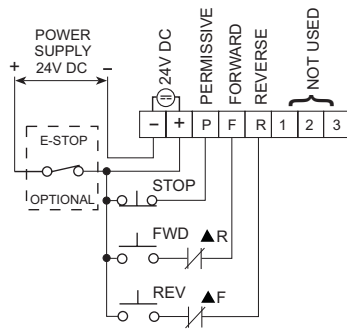 POWER
SUPPLY
24V DC
+
–
24V DC
PERMISSIVE
FORWARD
REVERSE
NOT USED
– + P F R 1 2 3
E-STOP
OPTIONAL
STOP
FWD ▲R
REV ▲F